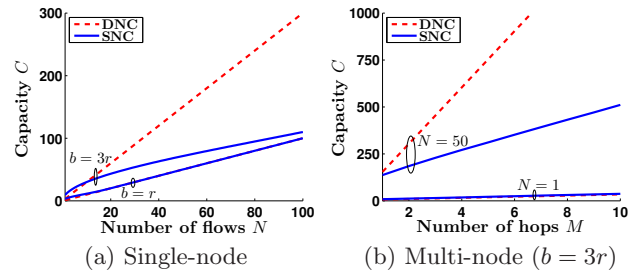 300
200
100
0
Capacity C
DNC
SNC
b = 3r
b = r
20 40 60 80 100
Number of flows N
(a) Single-node
1000
750
500
250
0
Capacity C
DNC
SNC
N = 50
N = 1
2 4 6 8 10
Number of hops M
(b) Multi-node (b = 3r)